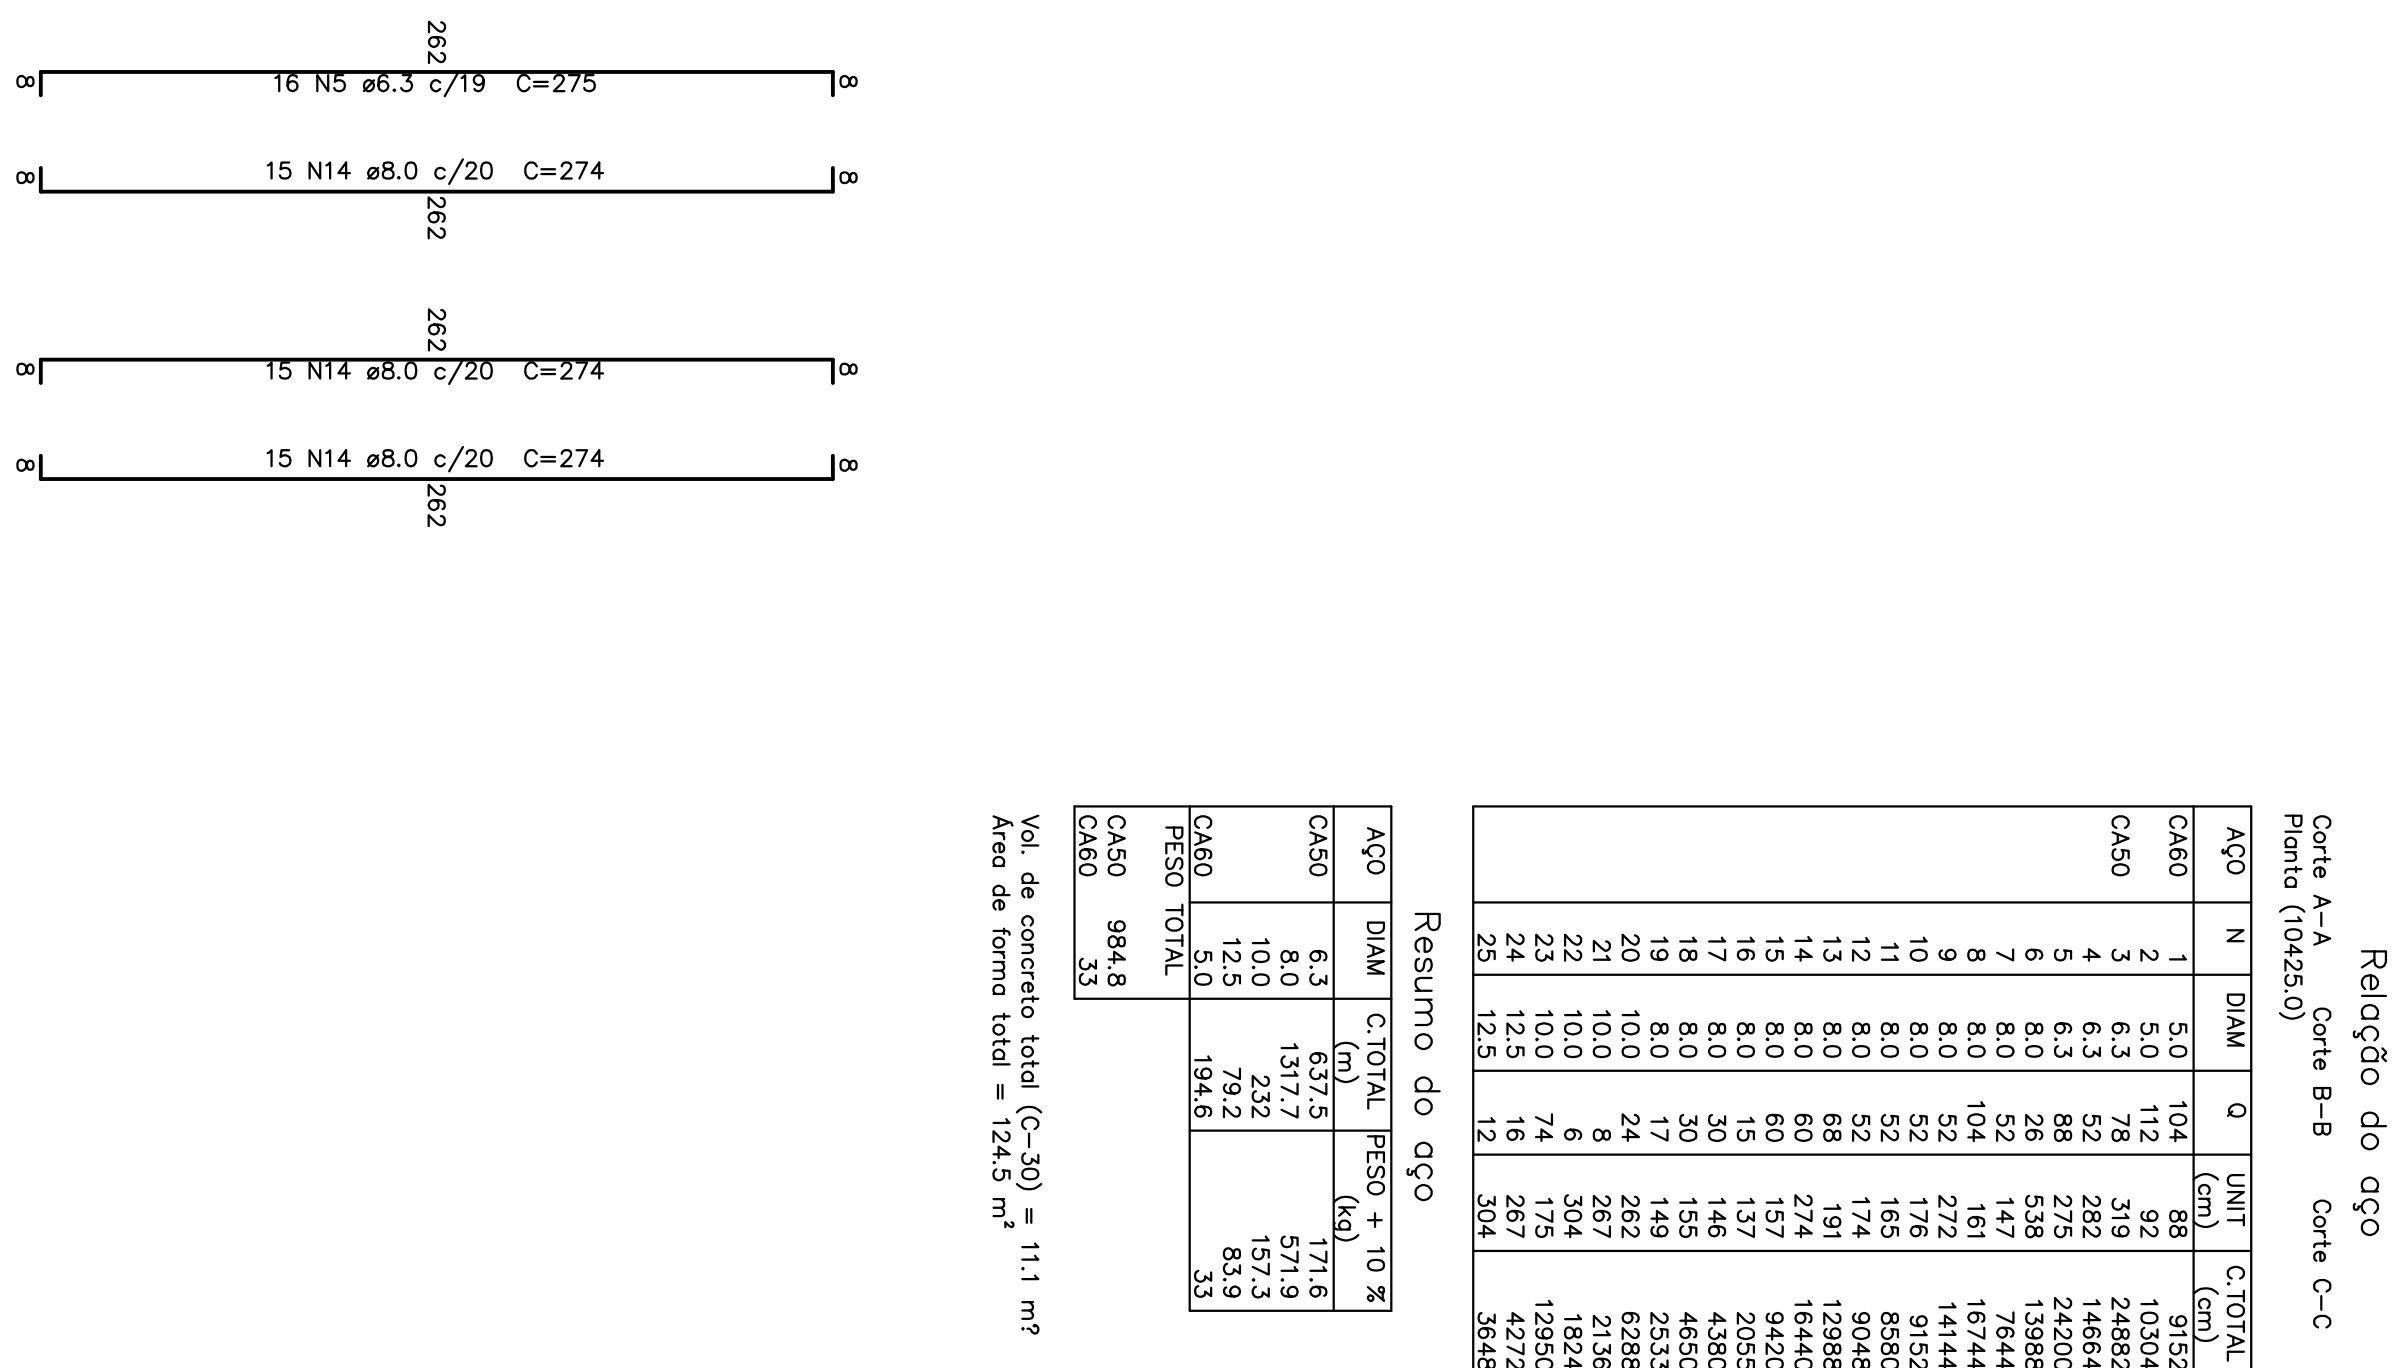 262
8 8
16 N5 ø6.3 c/19 C=275
15 N14 ø8.0 c/20 C=274
8 8
262
262
8 8
15 N14 ø8.0 c/20 C=274
15 N14 ø8.0 c/20 C=274
8 8
262
Relação do aço
Corte A-A Corte B-B Corte C-C
Planta (10425.0)
AÇO N DIAM Q UNIT (cm) C.TOTAL (cm)
CA60 1 5.0 104 88 9152
2 5.0 112 92 10304
CA50 3 6.3 78 319 24882
4 6.3 52 282 14664
5 6.3 88 275 24200
6 8.0 26 538 13988
7 8.0 52 147 7644
8 8.0 104 161 16744
9 8.0 52 272 14144
10 8.0 52 176 9152
11 8.0 52 165 8580
12 8.0 52 174 9048
13 8.0 68 191 12988
14 8.0 60 274 16440
15 8.0 60 157 9420
16 8.0 15 137 2055
17 8.0 30 146 4380
18 8.0 30 155 4650
19 8.0 17 149 2533
20 10.0 24 262 6288
21 10.0 8 267 2136
22 10.0 6 304 1824
23 10.0 74 175 12950
24 12.5 16 267 4272
25 12.5 12 304 3648
Resumo do aço
AÇO DIAM C.TOTAL (m) PESO + 10 % (kg)
CA50 6.3 637.5 171.6
8.0 1317.7 571.9
10.0 232 157.3
12.5 79.2 83.9
CA60 5.0 194.6 33
PESO TOTAL
CA50 984.8
CA60 33
Vol. de concreto total (C-30) = 11.1 m?
Área de forma total = 124.5 m²